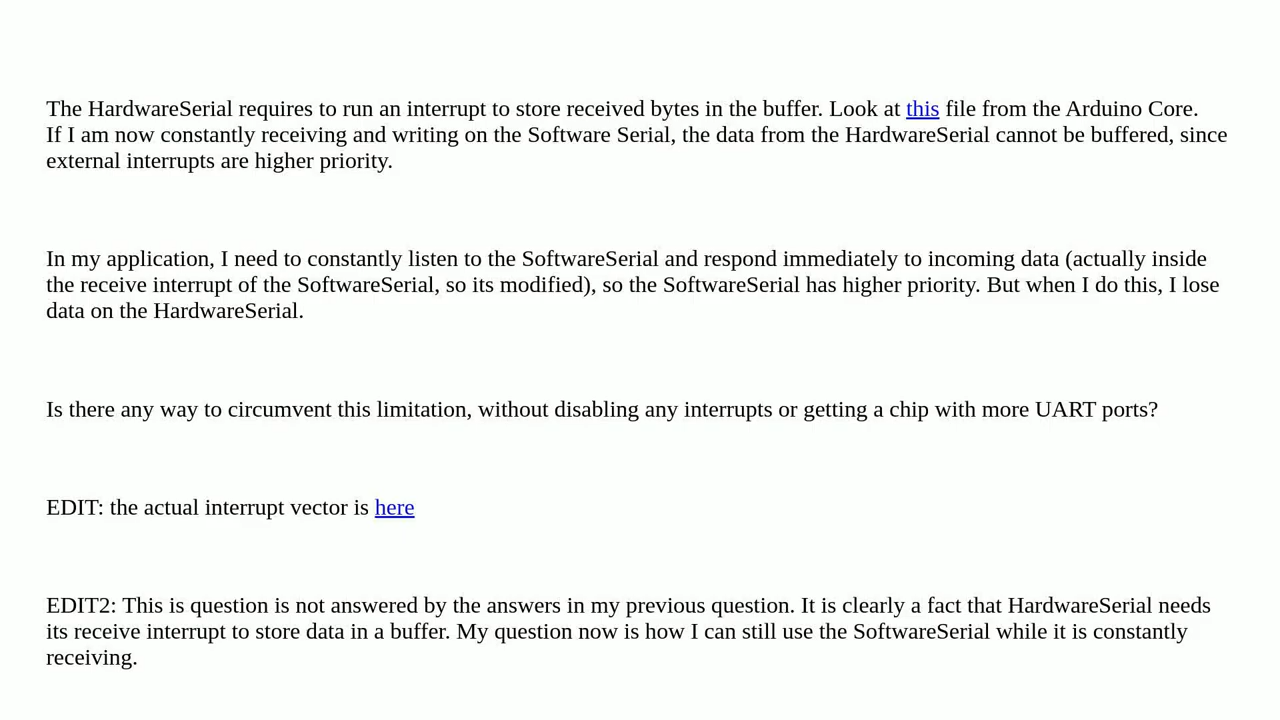 The HardwareSerial requires to run an interrupt to store received bytes in the buffer. Look at this file from the Arduino Core.
If I am now constantly receiving and writing on the Software Serial, the data from the HardwareSerial cannot be buffered, since
external interrupts are higher priority.
In my application, I need to constantly listen to the SoftwareSerial and respond immediately to incoming data (actually inside
the receive interrupt of the SoftwareSerial, so its modified), so the SoftwareSerial has higher priority. But when I do this, I lose
data on the HardwareSerial.
Is there any way to circumvent this limitation, without disabling any interrupts or getting a chip with more UART ports?
EDIT: the actual interrupt vector is here
EDIT2: This is question is not answered by the answers in my previous question. It is clearly a fact that HardwareSerial needs
its receive interrupt to store data in a buffer. My question now is how I can still use the SoftwareSerial while it is constantly
receiving.